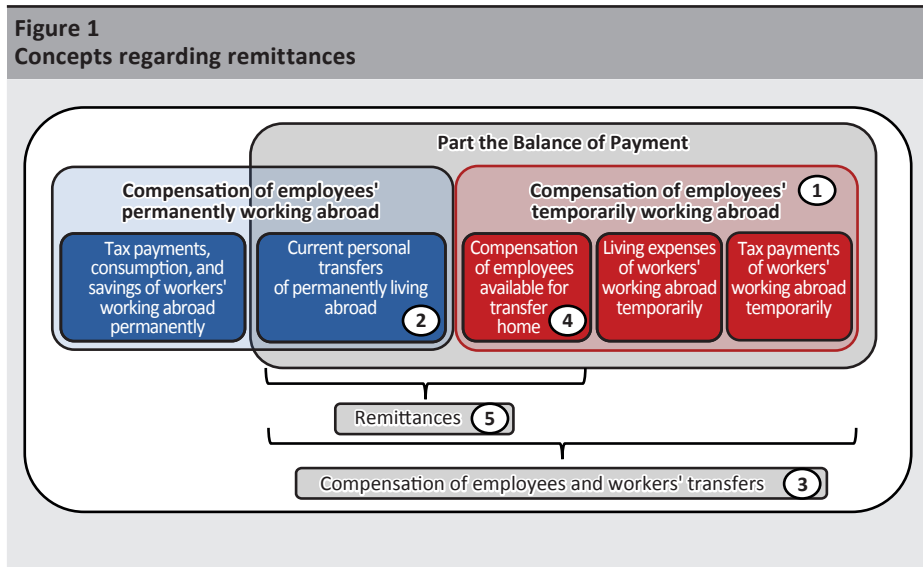 Figure 1
Concepts regarding remittances
Part the Balance of Payment
Compensation of employees'
permanently working abroad
Compensation of employees'
temporarily working abroad
1
Tax payments,
consumption, and
savings of workers'
working abroad
permanently
Current personal
transfers
of permanently living
abroad
2
Compensation
of employees
available for
transfer
home
4
Living expenses
of workers'
working abroad
temporarily
Tax payments
of workers'
working abroad
temporarily
Remittances 5
Compensation of employees and workers' transfers 3